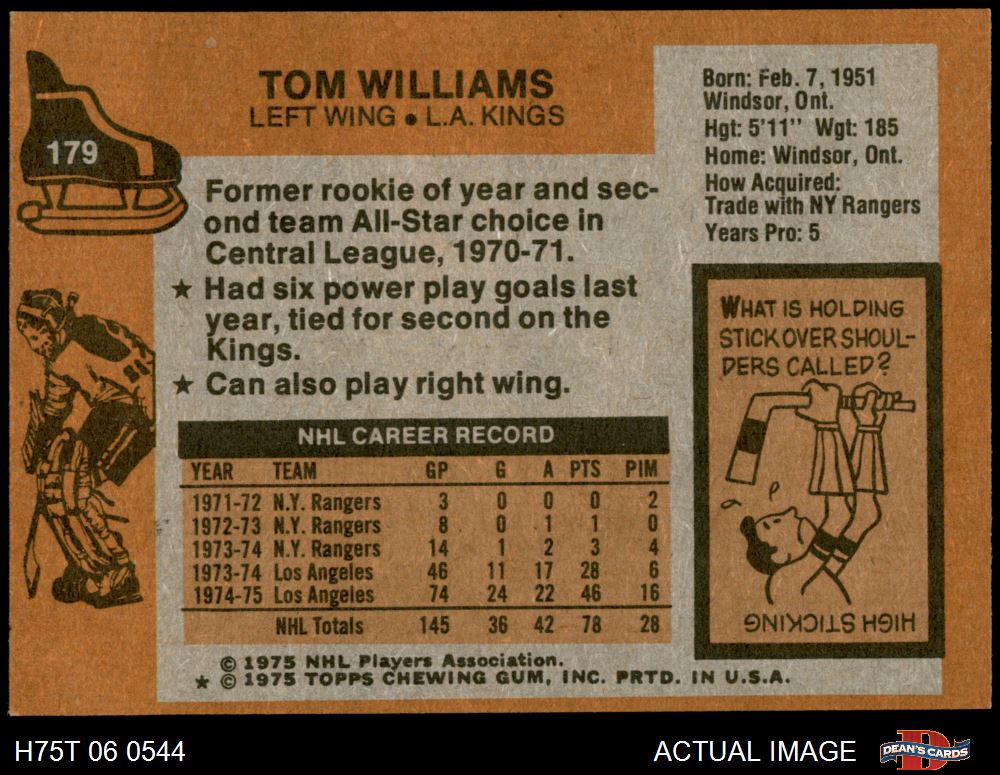 179
TOM WILLIAMS
LEFT WING • L.A. KINGS
Born: Feb. 7, 1951
Windsor, Ont.
Hgt: 5'11" Wgt: 185
Home: Windsor, Ont.
How Acquired:
Trade with NY Rangers
Years Pro: 5
Former rookie of year and sec-
ond team All-Star choice in
Central League, 1970-71.
★ Had six power play goals last
year, tied for second on the
Kings.
★ Can also play right wing.
NHL CAREER RECORD
YEAR TEAM GP G A PTS PIM
1971-72 N.Y. Rangers 3 0 0 0 2
1972-73 N.Y. Rangers 8 0 1 1 0
1973-74 N.Y. Rangers 14 1 2 3 4
1973-74 Los Angeles 46 11 17 28 6
1974-75 Los Angeles 74 24 22 46 16
NHL Totals 145 36 42 78 28
WHAT IS HOLDING
STICK OVER SHOUL-
DERS CALLED?
HIGH STICKING
© 1975 NHL Players Association.
★ © 1975 TOPPS CHEWING GUM, INC. PRTD. IN U.S.A.
H75T 06 0544
ACTUAL IMAGE
D
DEAN'S CARDS